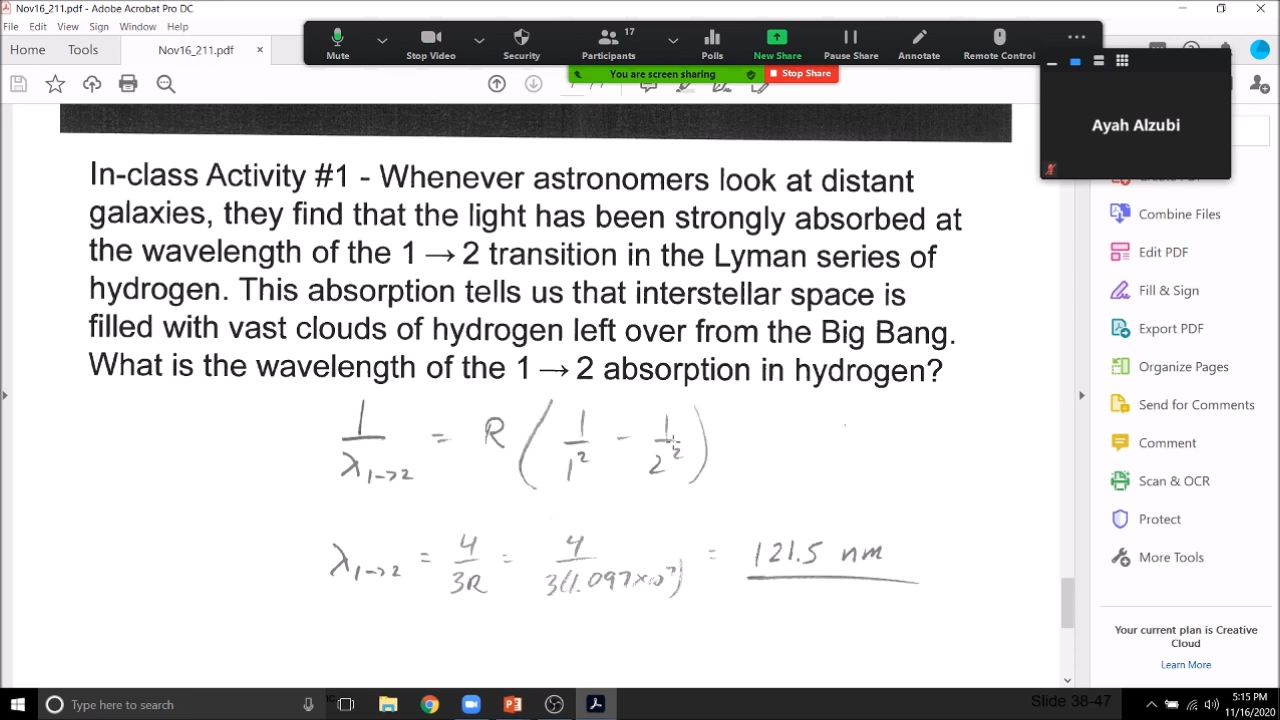 Nov16_211.pdf - Adobe Acrobat Pro DC
File Edit View Sign Window Help
Home Tools Nov16_211.pdf ×
Mute Stop Video Security Participants 17 Polls New Share Pause Share Annotate Remote Control
You are screen sharing Stop Share
Ayah Alzubi
In-class Activity #1 - Whenever astronomers look at distant
galaxies, they find that the light has been strongly absorbed at
the wavelength of the 1 → 2 transition in the Lyman series of
hydrogen. This absorption tells us that interstellar space is
filled with vast clouds of hydrogen left over from the Big Bang.
What is the wavelength of the 1 → 2 absorption in hydrogen?
1/λ1→2 = R (1/1² - 1/2²)
λ1→2 = 4/3R = 4/3(1.097×10⁷) = 121.5 nm
Combine Files
Edit PDF
Fill & Sign
Export PDF
Organize Pages
Send for Comments
Comment
Scan & OCR
Protect
More Tools
Your current plan is Creative
Cloud
Learn More
Slide 38-47
Type here to search
5:15 PM
11/16/2020